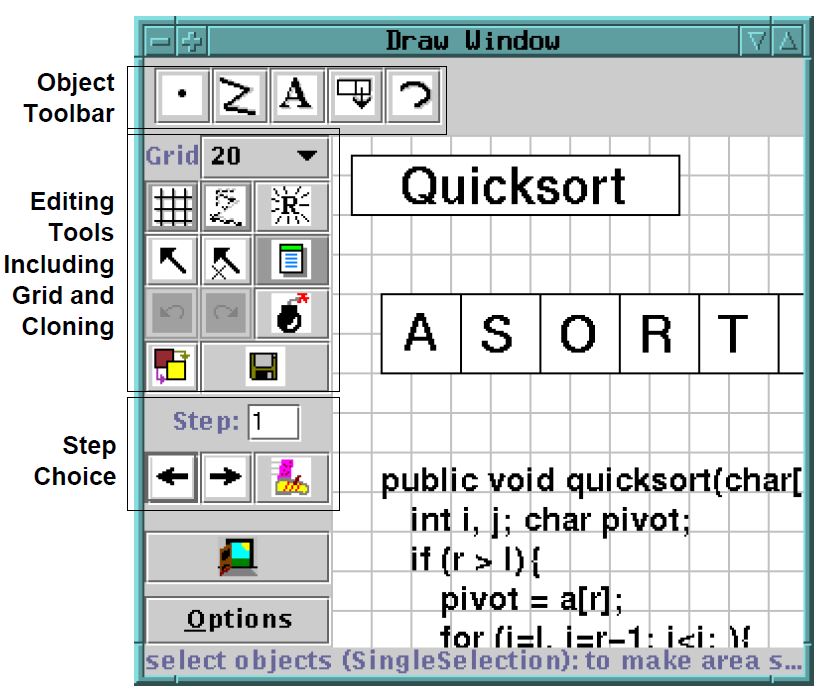 Draw Window
Object
Toolbar
A
Grid 20
Quicksort
Editing
Tools
Including
Grid and
Cloning
R
A S O R T
Step: 1
Step
Choice
public void quicksort(char[
int i, j; char pivot;
if (r > l){
pivot = a[r];
for (i=l, j=r-1; i<j; ){
Options
select objects (SingleSelection): to make area s...